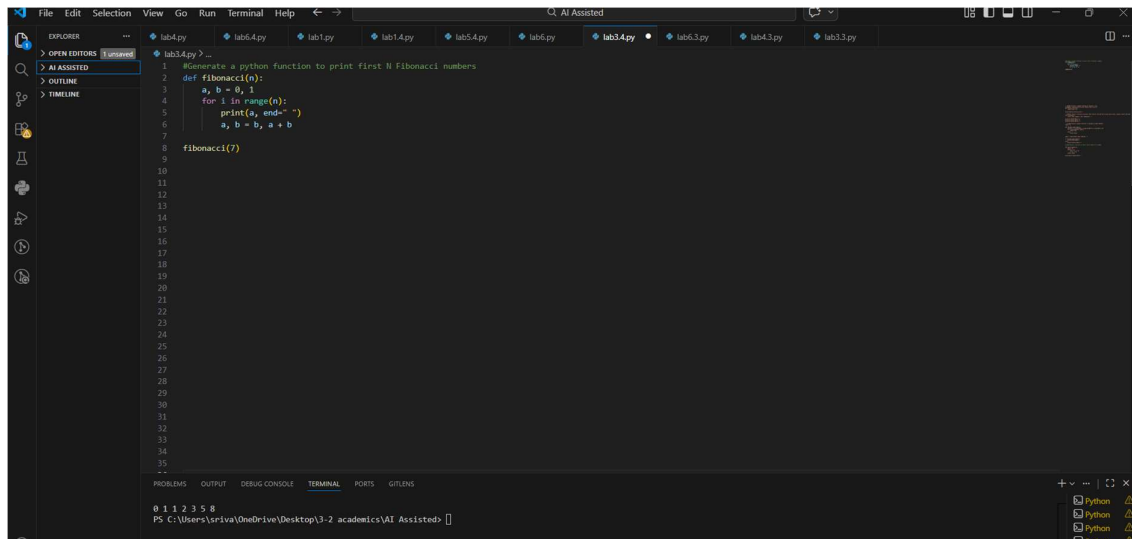 File Edit Selection View Go Run Terminal Help
AI Assisted
EXPLORER
OPEN EDITORS 1 unsaved
AI ASSISTED
OUTLINE
TIMELINE
1
lab4.py lab6.4.py lab1.py lab1.4.py lab5.4.py lab6.py lab3.4.py lab6.3.py lab4.3.py lab3.3.py
lab3.4.py > ...
1 #Generate a python function to print first N Fibonacci numbers
2 def fibonacci(n):
3 a, b = 0, 1
4 for i in range(n):
5 print(a, end=" ")
6 a, b = b, a + b
7
8 fibonacci(7)
9
10
11
12
13
14
15
16
17
18
19
20
21
22
23
24
25
26
27
28
29
30
31
32
33
34
35
PROBLEMS OUTPUT DEBUG CONSOLE TERMINAL PORTS GITLENS
0 1 1 2 3 5 8
PS C:\Users\sriva\OneDrive\Desktop\3-2 academics\AI Assisted>
Python
Python
Python